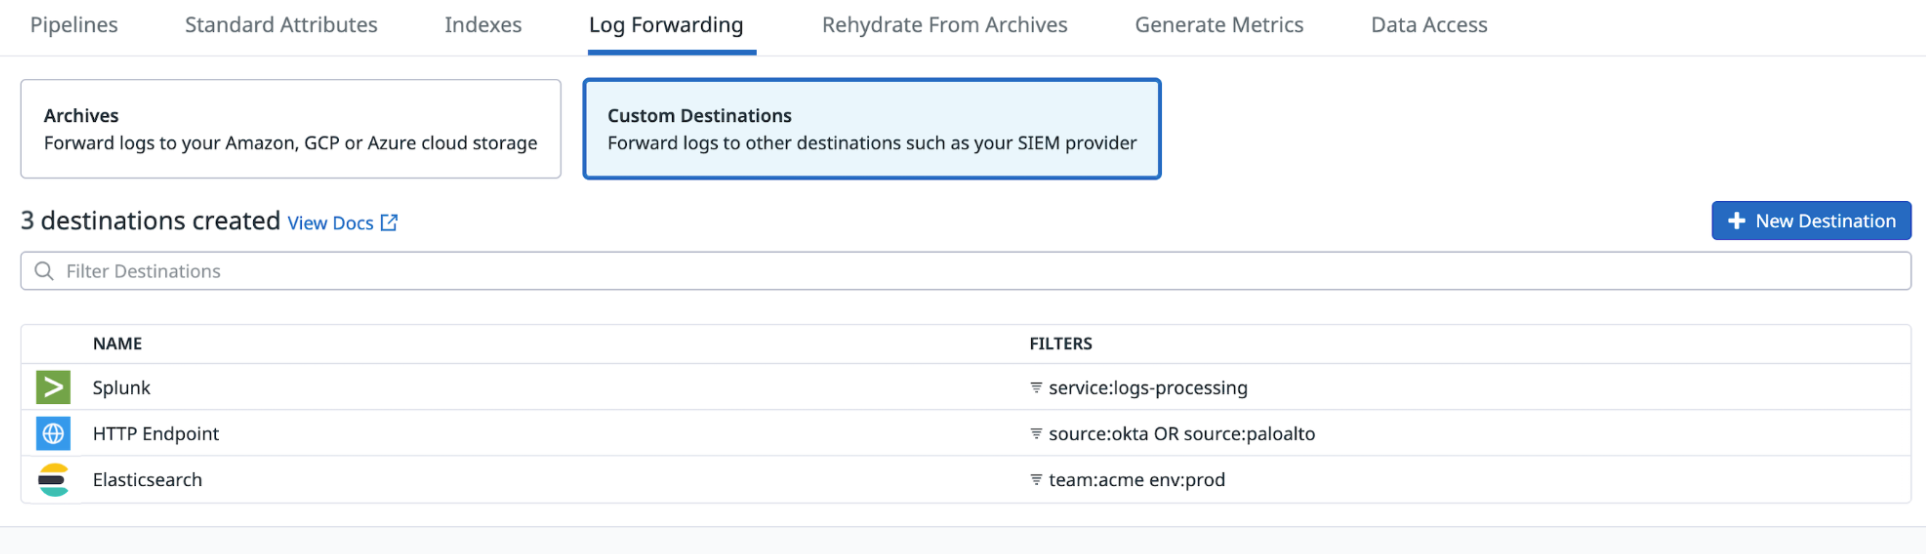 Pipelines Standard Attributes Indexes Log Forwarding Rehydrate From Archives Generate Metrics Data Access
Archives
Forward logs to your Amazon, GCP or Azure cloud storage
Custom Destinations
Forward logs to other destinations such as your SIEM provider
3 destinations created View Docs
New Destination
Filter Destinations
NAME FILTERS
Splunk service:logs-processing
HTTP Endpoint source:okta OR source:paloalto
Elasticsearch team:acme env:prod